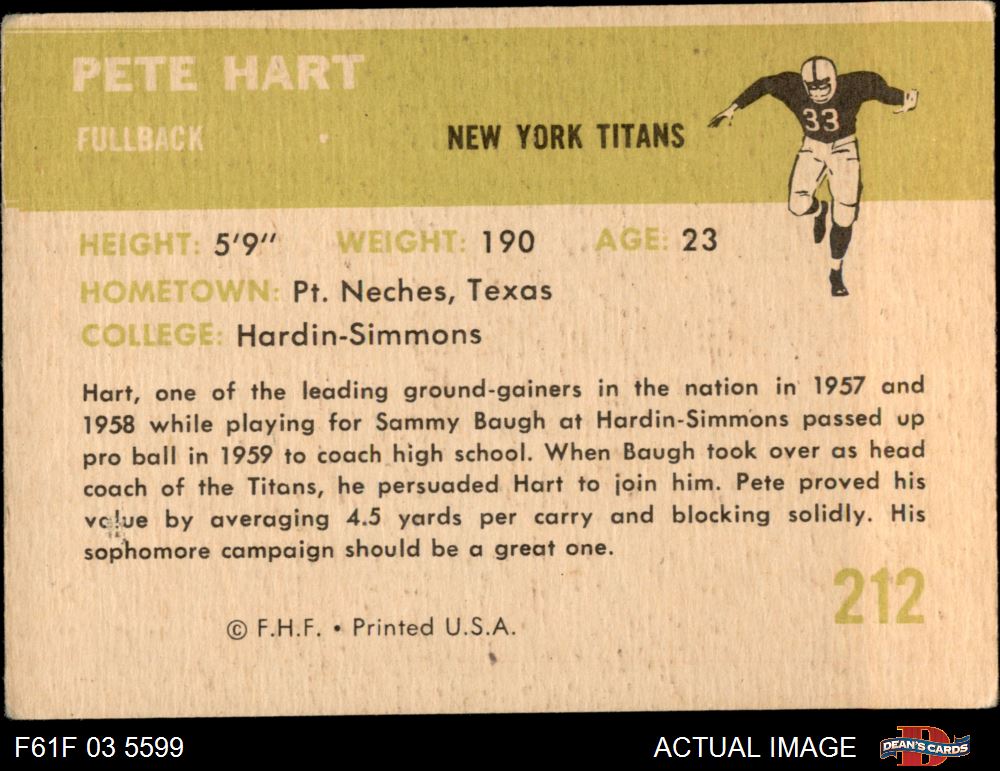 PETE HART
FULLBACK • NEW YORK TITANS
33
HEIGHT: 5'9" WEIGHT: 190 AGE: 23
HOMETOWN: Pt. Neches, Texas
COLLEGE: Hardin-Simmons
Hart, one of the leading ground-gainers in the nation in 1957 and
1958 while playing for Sammy Baugh at Hardin-Simmons passed up
pro ball in 1959 to coach high school. When Baugh took over as head
coach of the Titans, he persuaded Hart to join him. Pete proved his
value by averaging 4.5 yards per carry and blocking solidly. His
sophomore campaign should be a great one.
212
© F.H.F. • Printed U.S.A.
F61F 03 5599 ACTUAL IMAGE DEAN'S CARDS